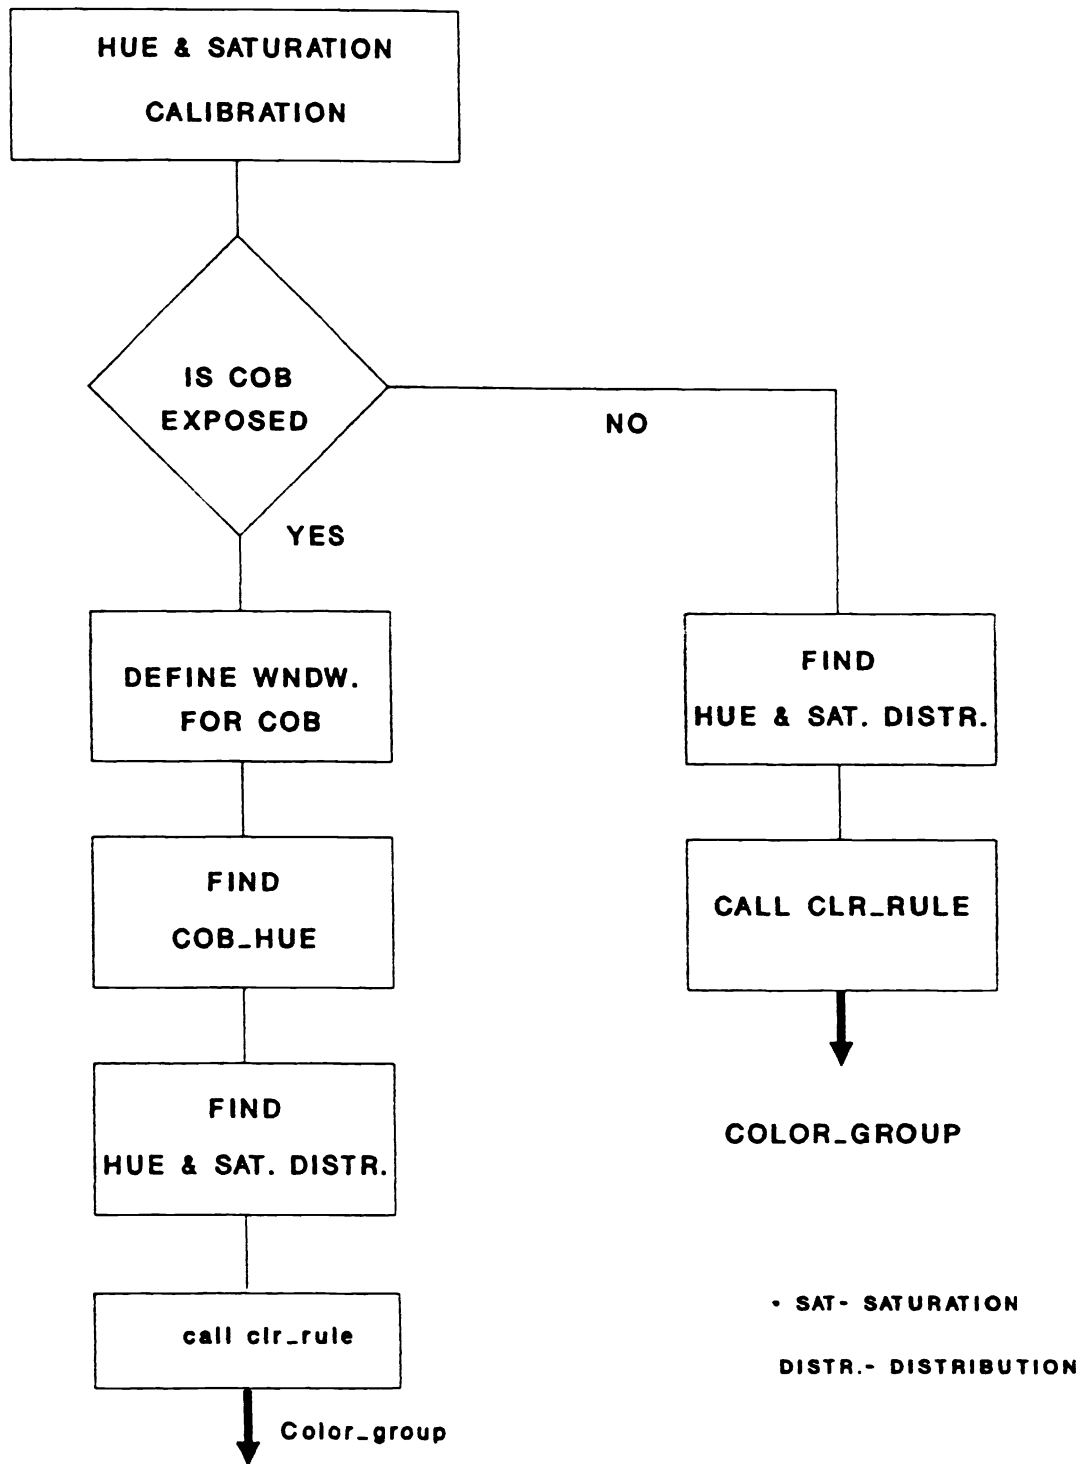 HUE & SATURATION
CALIBRATION
IS COB
EXPOSED
NO
YES
DEFINE WNDW.
FOR COB
FIND
HUE & SAT. DISTR.
FIND
COB_HUE
CALL CLR_RULE
FIND
HUE & SAT. DISTR.
COLOR_GROUP
call clr_rule
Color_group
• SAT- SATURATION
DISTR.- DISTRIBUTION